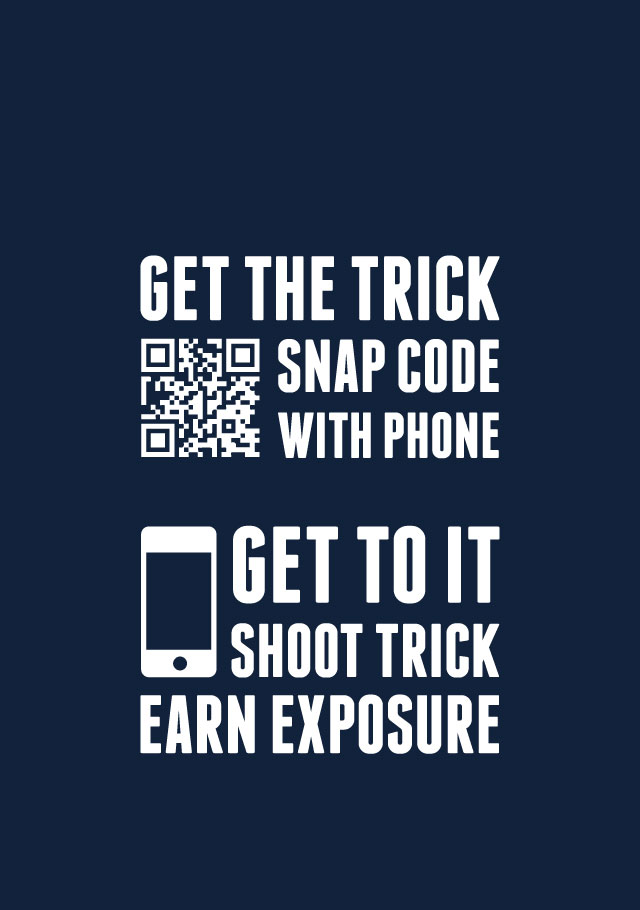 GET THE TRICK
SNAP CODE
WITH PHONE
GET TO IT
SHOOT TRICK
EARN EXPOSURE